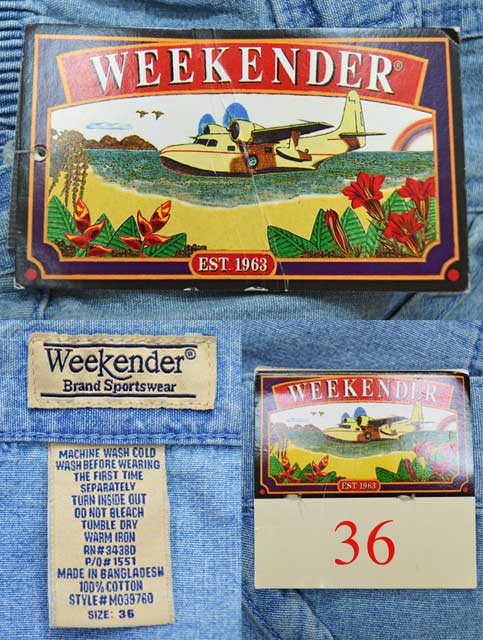 WEEKENDER®
EST. 1963
Weekender®
Brand Sportswear
MACHINE WASH COLD
WASH BEFORE WEARING
THE FIRST TIME
SEPARATELY
TURN INSIDE OUT
DO NOT BLEACH
TUMBLE DRY
WARM IRON
RN#34380
P/O#1551
MADE IN BANGLADESH
100% COTTON
STYLE#M039760
SIZE: 36
WEEKENDER
EST. 1963
36